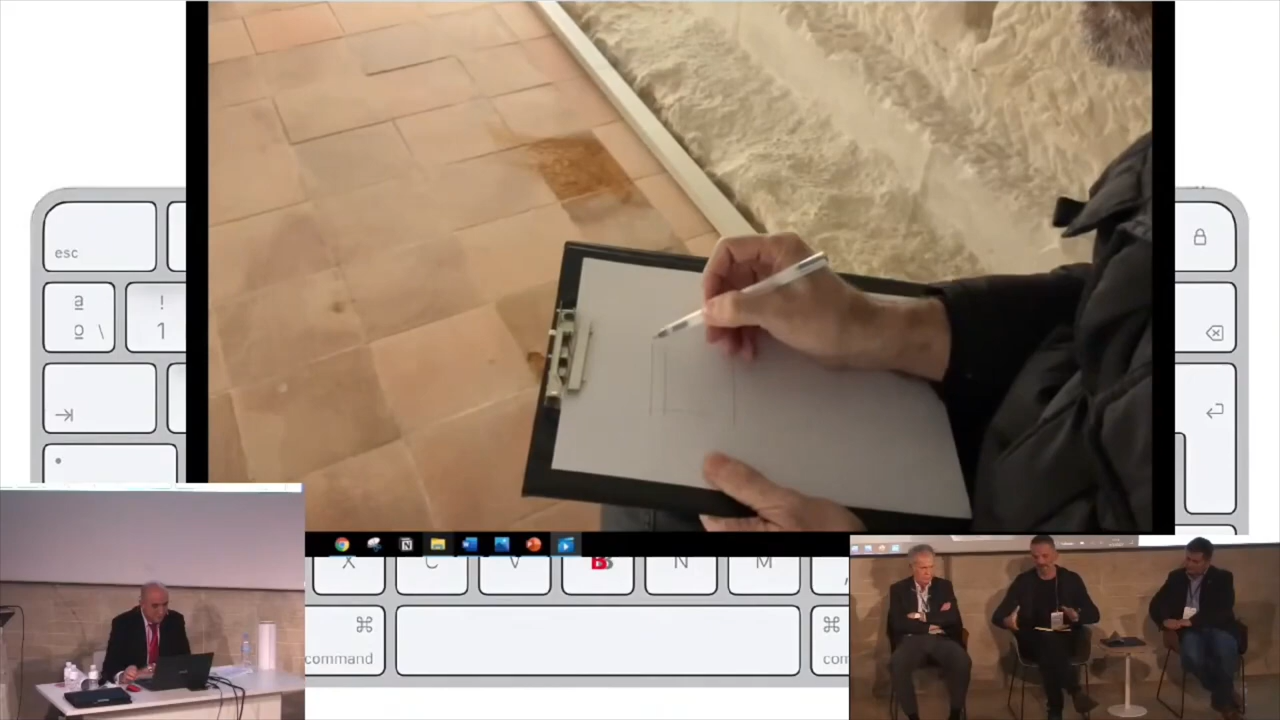 esc
ª !
º \ 1
X C V B N M ,
⌘ ⌘
command com